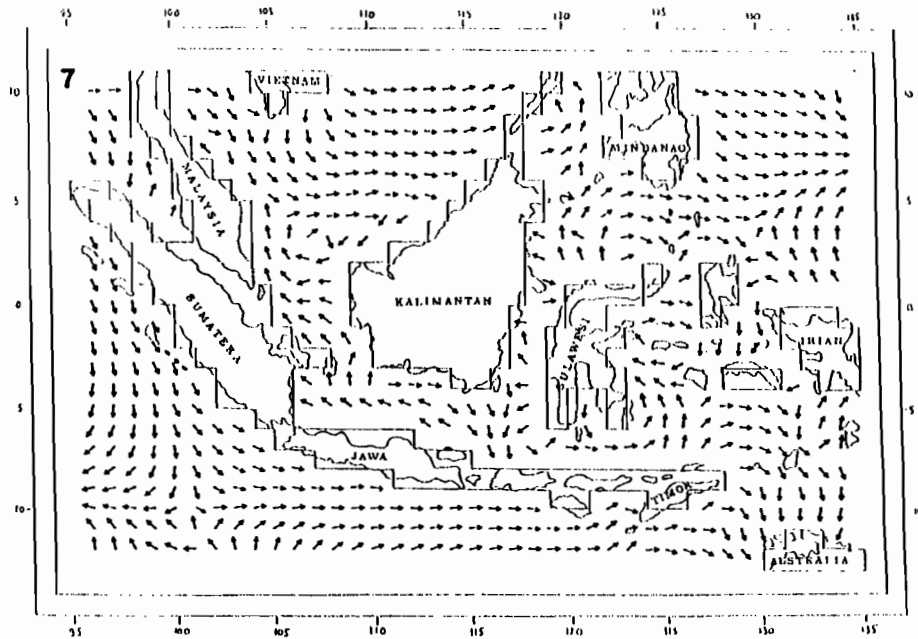 95 100 105 110 115 120 125 130 135
7
VIETNAM
10
MINDANAO
MALAYSIA
5
SUMATERA
KALIMANTAN
0 0
SULAWESI
IRIAN
5
JAWA
TIMOR
10
AUSTRALIA
95 100 105 110 115 120 125 130 135